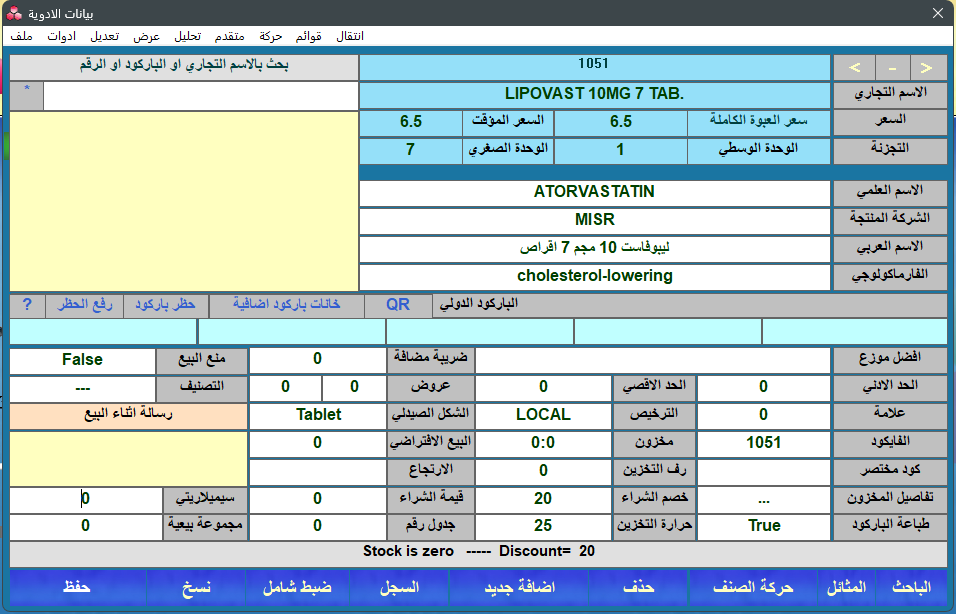 بيانات الادوية
ملف ادوات تعديل عرض تحليل متقدم حركة قوائم انتقال
بحث بالاسم التجاري او الباركود او الرقم
*
1051
< - >
الاسم التجاري LIPOVAST 10MG 7 TAB.
السعر سعر العبوة الكاملة 6.5 السعر المؤقت 6.5
التجزئة الوحدة الوسطي 1 الوحدة الصغري 7
الاسم العلمي ATORVASTATIN
الشركة المنتجة MISR
الاسم العربي ليبوفاست 10 مجم 7 اقراص
الفارماكولوجي cholesterol-lowering
الباركود الدولي QR خانات باركود اضافية حظر باركود رفع الحظر ?
افضل موزع ضريبة مضافة 0 منع البيع False
الحد الادني 0 الحد الاقصي 0 عروض 0 0 التصنيف ---
علامة 0 الترخيص LOCAL الشكل الصيدلي Tablet رسالة اثناء البيع
الفايكود 1051 مخزون 0:0 البيع الافتراضي 0
كود مختصر رف التخزين 0 الارتجاع
تفاصيل المخزون ... خصم الشراء 20 قيمة الشراء 0 سيميلاريتي 0
طباعة الباركود True حرارة التخزين 25 جدول رقم 0 مجموعة بيعية 0
Stock is zero ----- Discount= 20
الباحث المثائل حركة الصنف حذف اضافة جديد السجل ضبط شامل نسخ حفظ